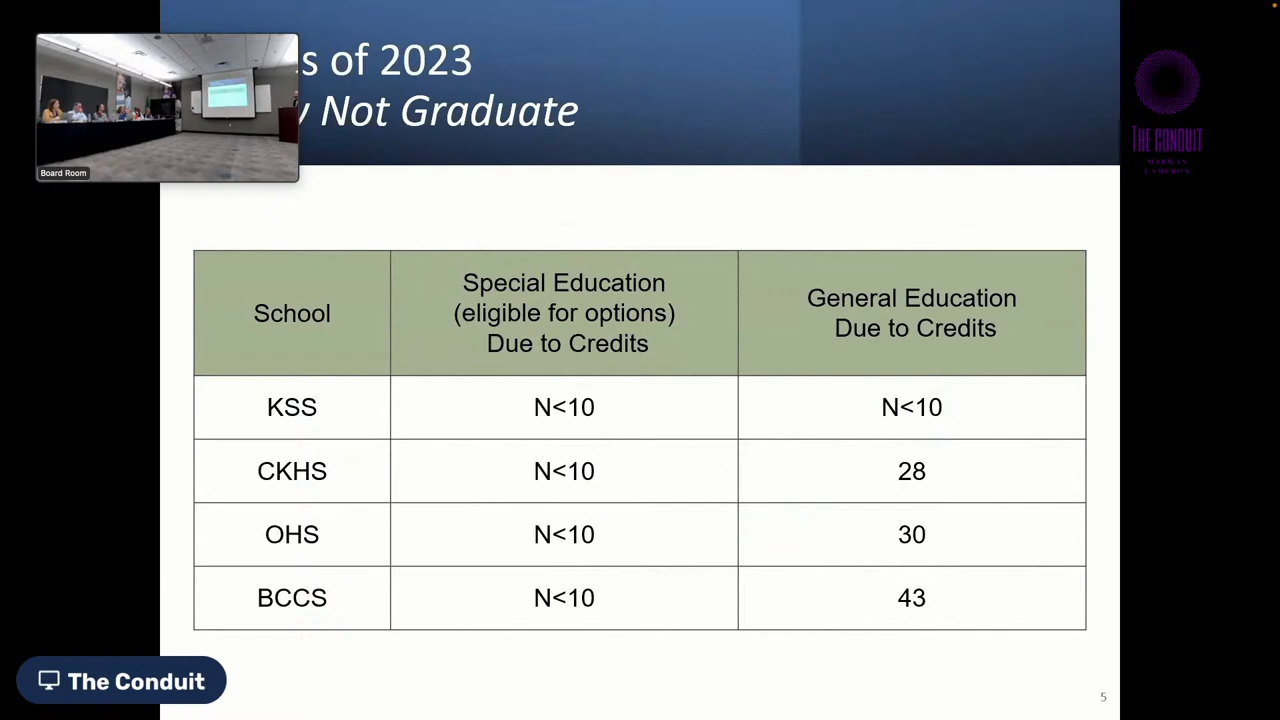 s of 2023
Not Graduate
Board Room
THE CONDUIT
School
Special Education
(eligible for options)
Due to Credits
General Education
Due to Credits
KSS
N<10
N<10
CKHS
N<10
28
OHS
N<10
30
BCCS
N<10
43
The Conduit
5